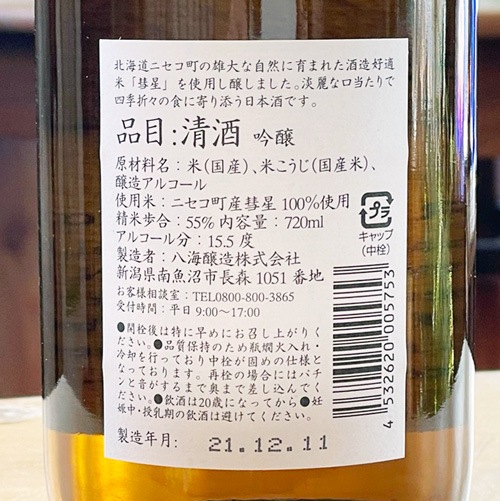 北海道ニセコ町の雄大な自然に育まれた酒造好適
米「彗星」を使用し醸しました。淡麗な口当たりで
四季折々の食に寄り添う日本酒です。
品目：清酒 吟醸
原材料名：米（国産）、米こうじ（国産米）、
醸造アルコール
使用米：ニセコ町産彗星 100%使用
精米歩合：55% 内容量：720ml
アルコール分：15.5 度
製造者：八海醸造株式会社
新潟県南魚沼市長森 1051 番地
お客様相談室：TEL0800-800-3865
受付時間：平日 9:00〜17:00
●開栓後は特に早めにお召し上がりく
ださい。●品質保持のため瓶燗火入れ・
冷却を行っており中栓が固めの仕様と
なっております。再栓の場合にはパチ
ンと音がするまで奥まで差し込んでく
ださい。●飲酒は20歳になってから●妊
娠中・授乳期の飲酒は避けてください。
製造年月: 21.12.11
プラ
キャップ
(中栓)
4 532620 005753